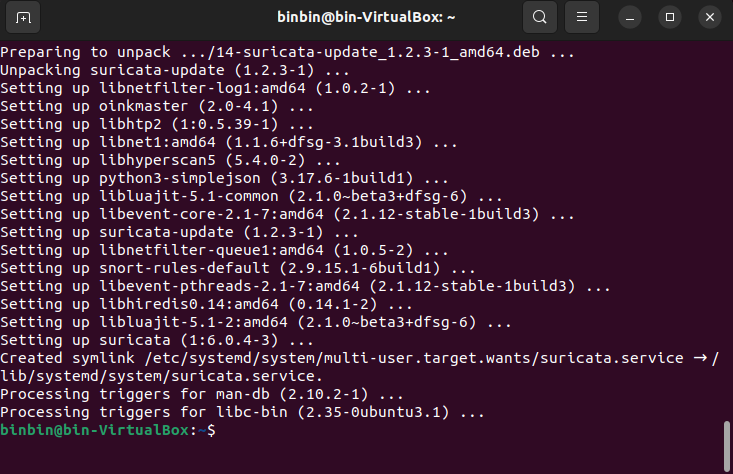 binbin@bin-VirtualBox: ~
Preparing to unpack .../14-suricata-update_1.2.3-1_amd64.deb ...
Unpacking suricata-update (1.2.3-1) ...
Setting up libnetfilter-log1:amd64 (1.0.2-1) ...
Setting up oinkmaster (2.0-4.1) ...
Setting up libhtp2 (1:0.5.39-1) ...
Setting up libnet1:amd64 (1.1.6+dfsg-3.1build3) ...
Setting up libhyperscan5 (5.4.0-2) ...
Setting up python3-simplejson (3.17.6-1build1) ...
Setting up libluajit-5.1-common (2.1.0~beta3+dfsg-6) ...
Setting up libevent-core-2.1-7:amd64 (2.1.12-stable-1build3) ...
Setting up suricata-update (1.2.3-1) ...
Setting up libnetfilter-queue1:amd64 (1.0.5-2) ...
Setting up snort-rules-default (2.9.15.1-6build1) ...
Setting up libevent-pthreads-2.1-7:amd64 (2.1.12-stable-1build3) ...
Setting up libhiredis0.14:amd64 (0.14.1-2) ...
Setting up libluajit-5.1-2:amd64 (2.1.0~beta3+dfsg-6) ...
Setting up suricata (1:6.0.4-3) ...
Created symlink /etc/systemd/system/multi-user.target.wants/suricata.service → /
lib/systemd/system/suricata.service.
Processing triggers for man-db (2.10.2-1) ...
Processing triggers for libc-bin (2.35-0ubuntu3.1) ...
binbin@bin-VirtualBox:~$